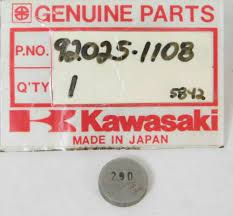 GENUINE PARTS
P.NO. 92025-1108
Q'TY 1
5842
Kawasaki
MADE IN JAPAN
290